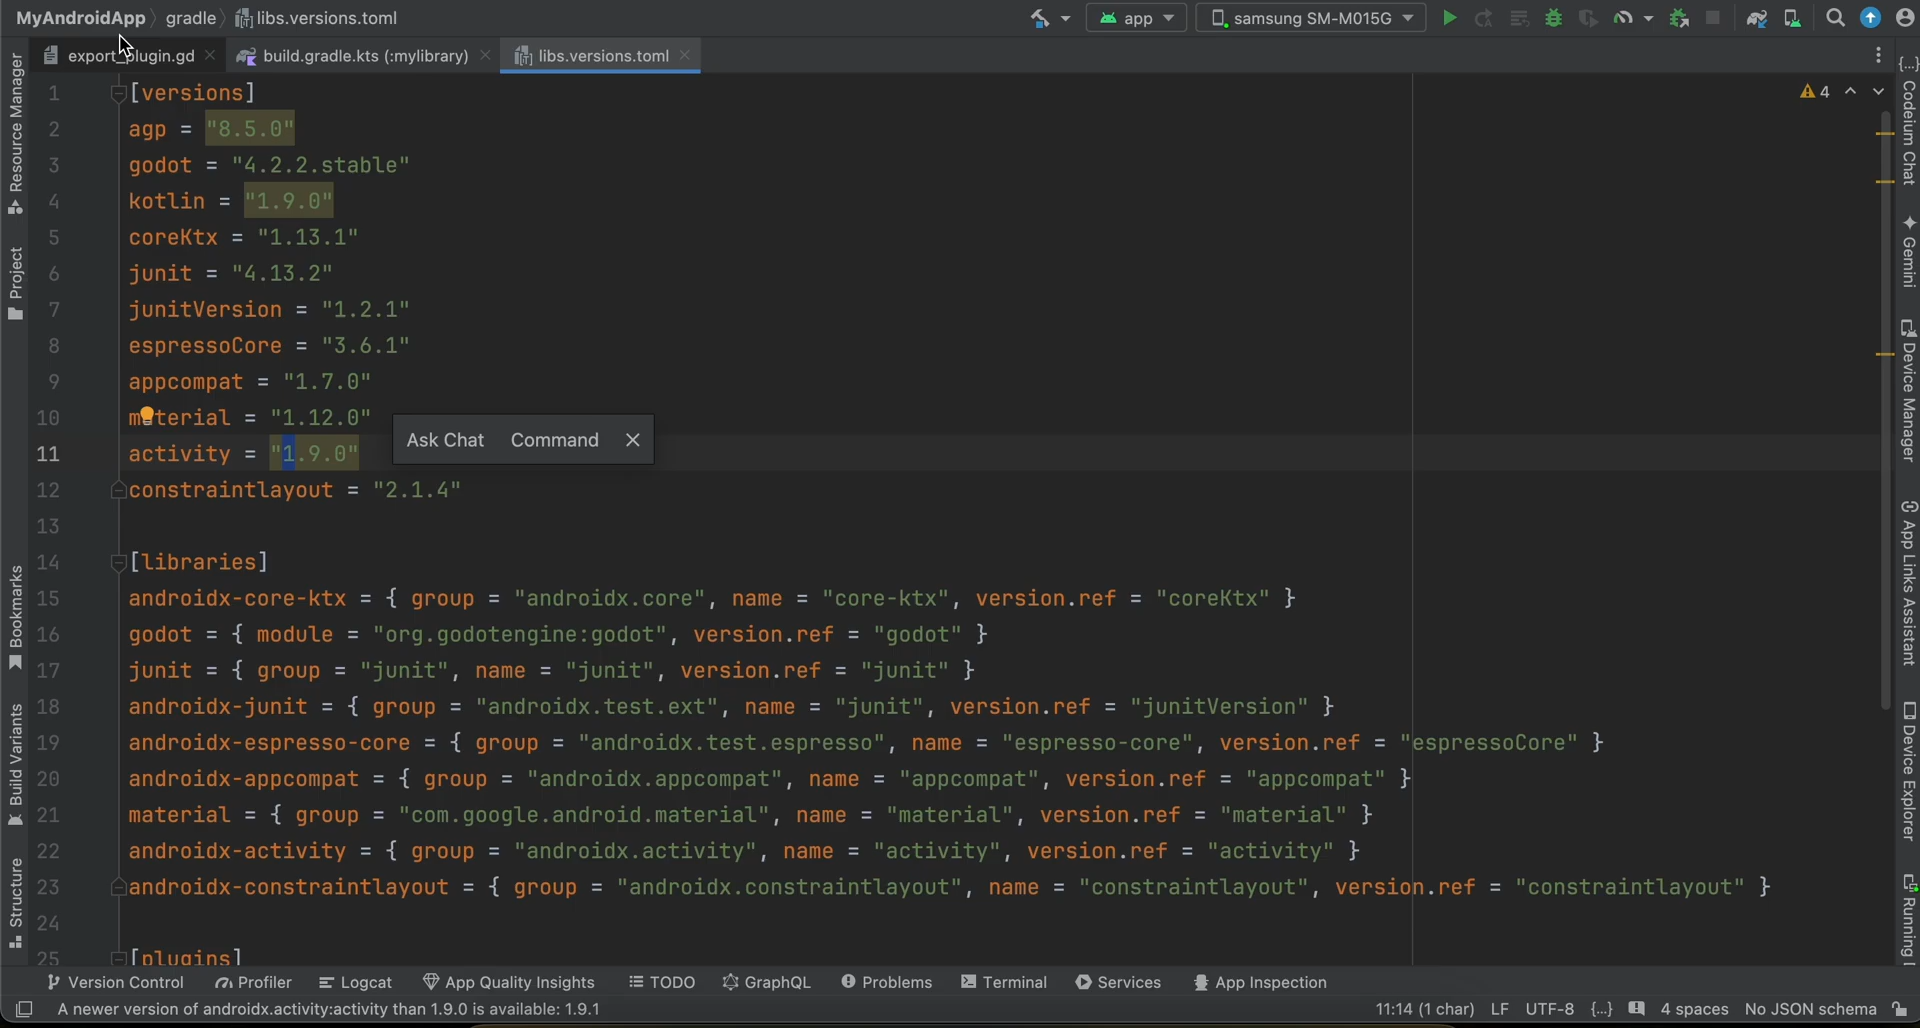 MyAndroidApp gradle libs.versions.toml
app samsung SM-M015G
export_plugin.gd build.gradle.kts (:mylibrary) libs.versions.toml
4
1 [versions]
2 agp = "8.5.0"
3 godot = "4.2.2.stable"
4 kotlin = "1.9.0"
5 coreKtx = "1.13.1"
6 junit = "4.13.2"
7 junitVersion = "1.2.1"
8 espressoCore = "3.6.1"
9 appcompat = "1.7.0"
10 material = "1.12.0"
11 activity = "1.9.0"
Ask Chat Command
12 constraintlayout = "2.1.4"
13
14 [libraries]
15 androidx-core-ktx = { group = "androidx.core", name = "core-ktx", version.ref = "coreKtx" }
16 godot = { module = "org.godotengine:godot", version.ref = "godot" }
17 junit = { group = "junit", name = "junit", version.ref = "junit" }
18 androidx-junit = { group = "androidx.test.ext", name = "junit", version.ref = "junitVersion" }
19 androidx-espresso-core = { group = "androidx.test.espresso", name = "espresso-core", version.ref = "espressoCore" }
20 androidx-appcompat = { group = "androidx.appcompat", name = "appcompat", version.ref = "appcompat" }
21 material = { group = "com.google.android.material", name = "material", version.ref = "material" }
22 androidx-activity = { group = "androidx.activity", name = "activity", version.ref = "activity" }
23 androidx-constraintlayout = { group = "androidx.constraintlayout", name = "constraintlayout", version.ref = "constraintlayout" }
24
25 [plugins]
Resource Manager
Project
Bookmarks
Build Variants
Structure
{...} Codeium Chat
Gemini
Device Manager
App Links Assistant
Device Explorer
Running
Version Control Profiler Logcat App Quality Insights TODO GraphQL Problems Terminal Services App Inspection
A newer version of androidx.activity:activity than 1.9.0 is available: 1.9.1 11:14 (1 char) LF UTF-8 {...} 4 spaces No JSON schema